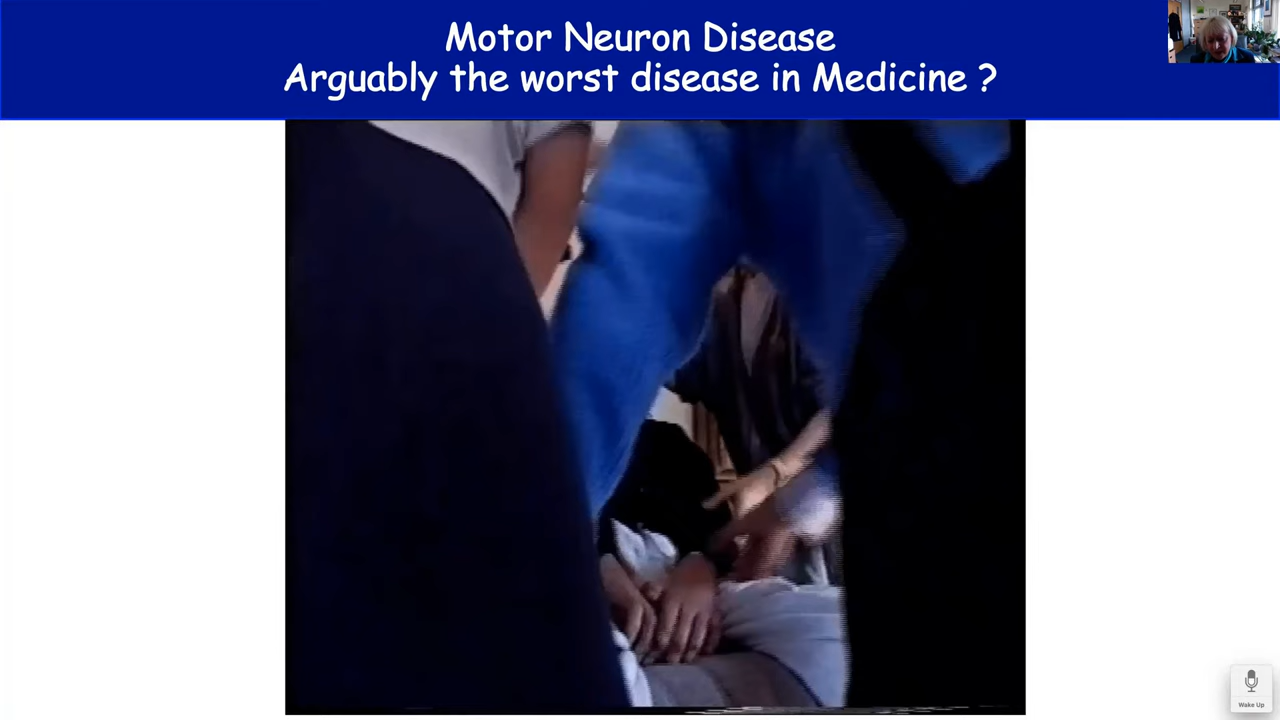 Motor Neuron Disease
Arguably the worst disease in Medicine ?
Wake Up